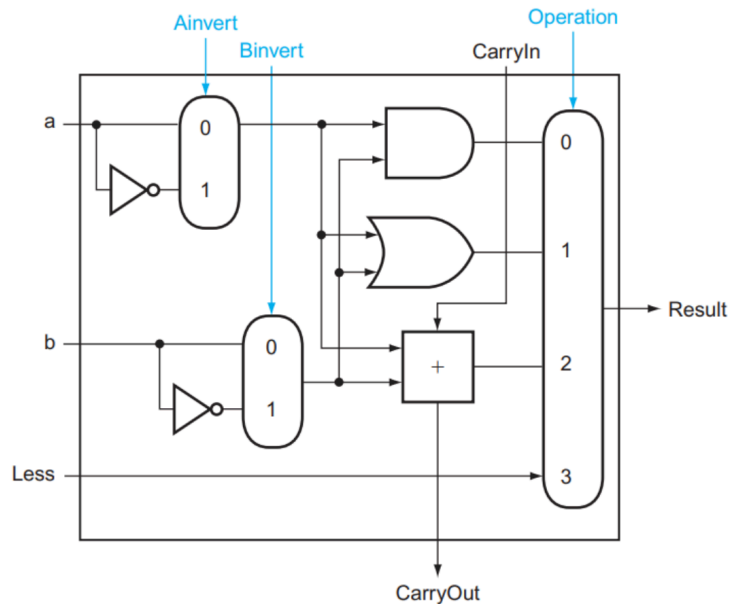 Operation
Ainvert
Binvert
CarryIn
a
0
0
1
1
b
0
Result
+
2
1
Less
3
CarryOut